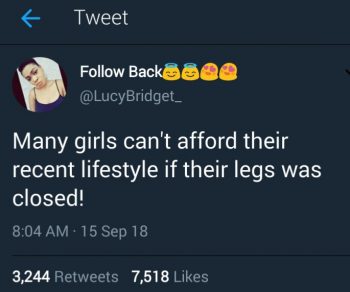 Tweet
Follow Back😇😇😍😍
@LucyBridget_
Many girls can't afford their
recent lifestyle if their legs was
closed!
8:04 AM · 15 Sep 18
3,244 Retweets 7,518 Likes